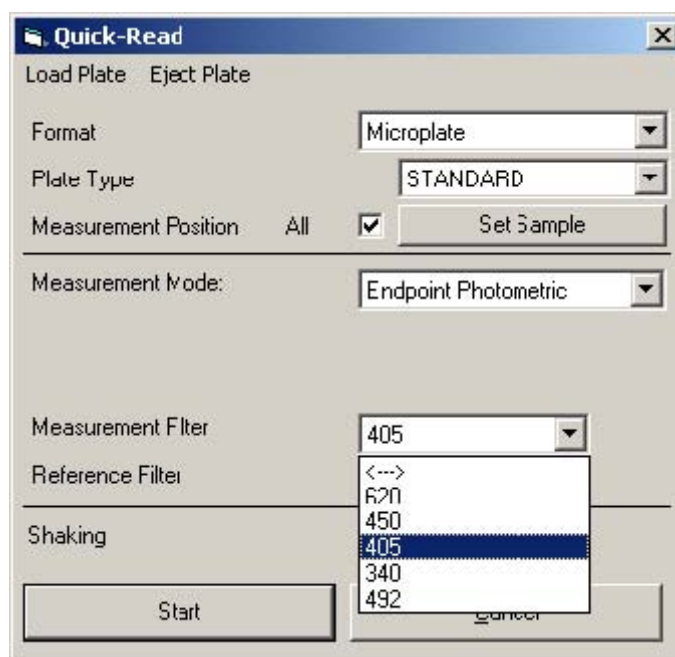 Quick-Read
Load Plate Eject Plate
Format Microplate
Plate Type STANDARD
Measurement Position All Set Sample
Measurement Mode: Endpoint Photometric
Measurement Filter 405
Reference Filter
<--->
620
450
405
340
492
Shaking
Start Cancel